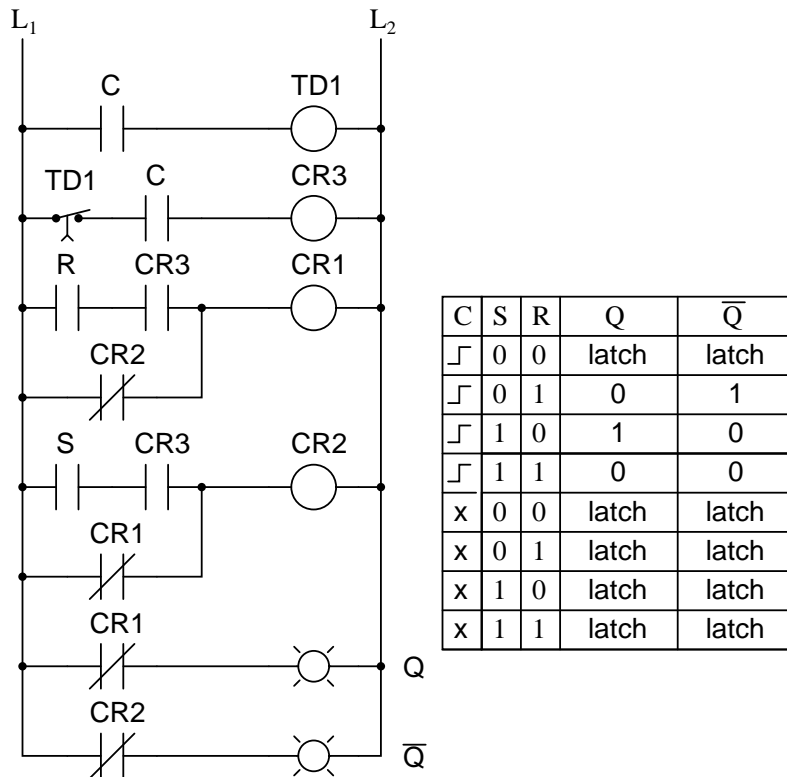 L1 L2
C TD1
TD1 C CR3
R CR3 CR1
CR2
S CR3 CR2
CR1
CR1
Q
CR2
Q̅
C S R Q Q̅
0 0 latch latch
0 1 0 1
1 0 1 0
1 1 0 0
x 0 0 latch latch
x 0 1 latch latch
x 1 0 latch latch
x 1 1 latch latch